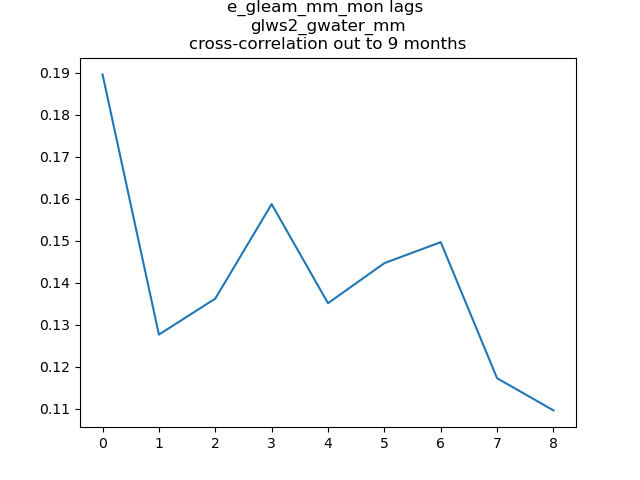 e_gleam_mm_mon lags
glws2_gwater_mm
cross-correlation out to 9 months
0.19
0.18
0.17
0.16
0.15
0.14
0.13
0.12
0.11
0 1 2 3 4 5 6 7 8